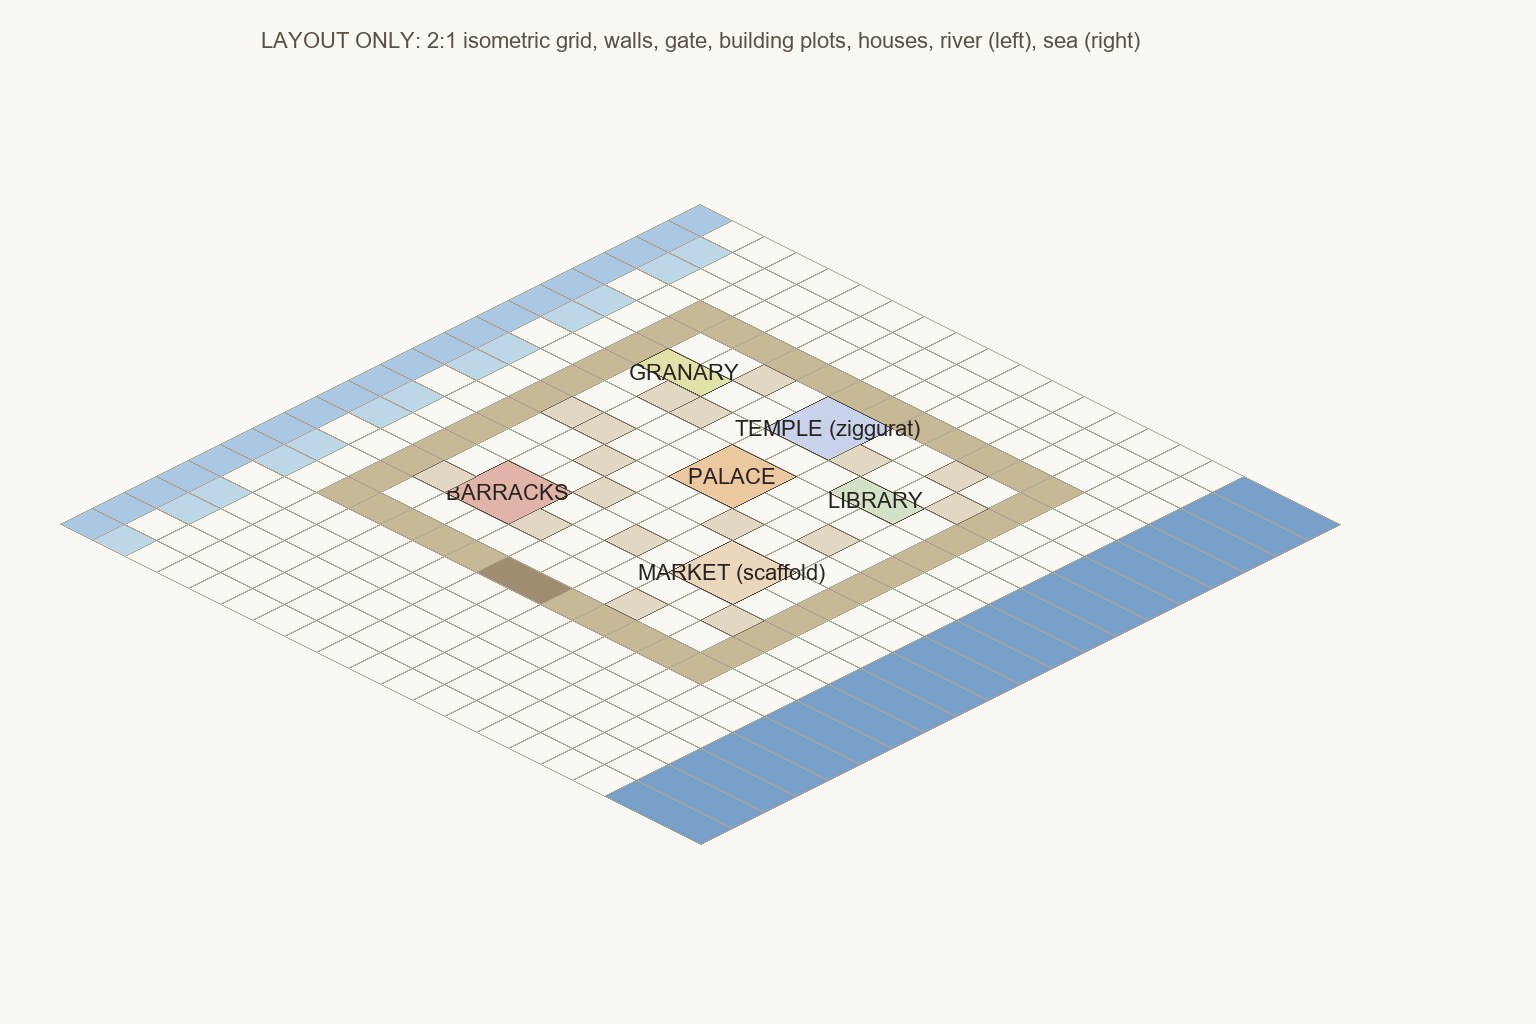 LAYOUT ONLY: 2:1 isometric grid, walls, gate, building plots, houses, river (left), sea (right)
GRANARY
TEMPLE (ziggurat)
PALACE
BARRACKS
LIBRARY
MARKET (scaffold)